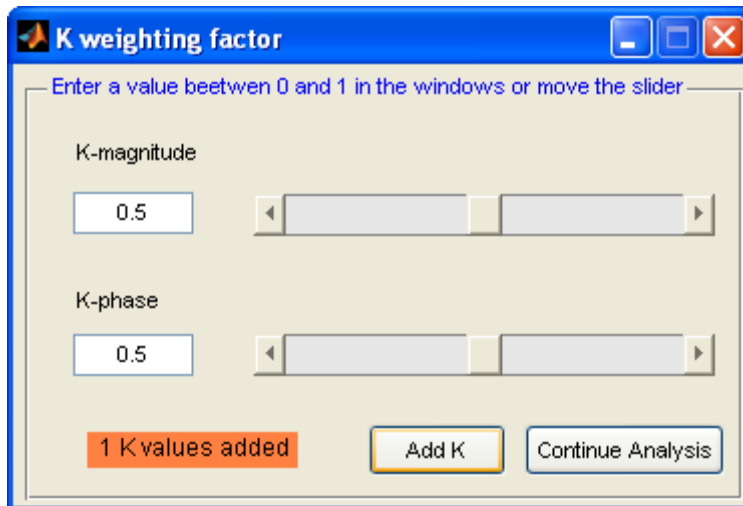 K weighting factor
Enter a value beetwen 0 and 1 in the windows or move the slider
K-magnitude
0.5
K-phase
0.5
1 K values added
Add K
Continue Analysis